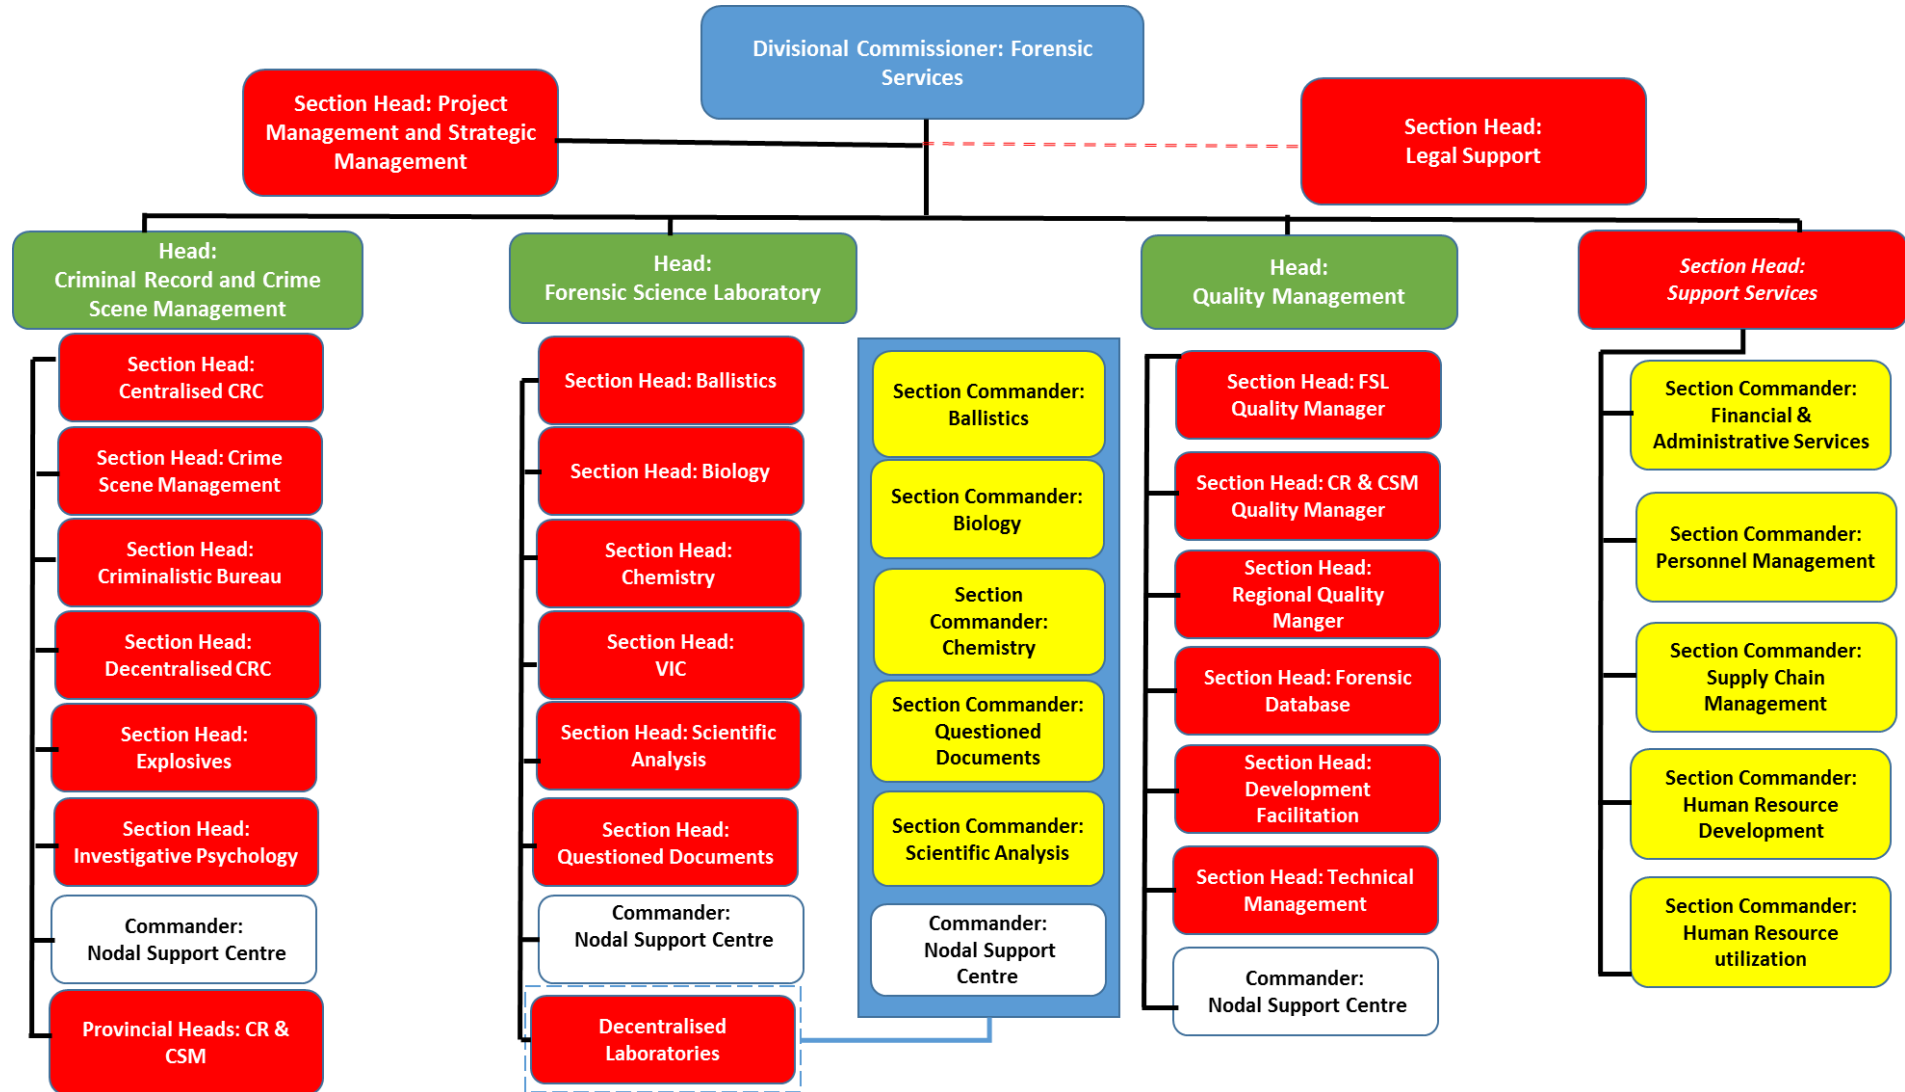 Divisional Commissioner: Forensic
Services
Section Head: Project
Management and Strategic
Management
Section Head:
Legal Support
Head:
Criminal Record and Crime
Scene Management
Head:
Forensic Science Laboratory
Head:
Quality Management
Section Head:
Support Services
Section Head:
Centralised CRC
Section Head: Crime
Scene Management
Section Head:
Criminalistic Bureau
Section Head:
Decentralised CRC
Section Head:
Explosives
Section Head:
Investigative Psychology
Commander:
Nodal Support Centre
Provincial Heads: CR &
CSM
Section Head: Ballistics
Section Head: Biology
Section Head:
Chemistry
Section Head:
VIC
Section Head: Scientific
Analysis
Section Head:
Questioned Documents
Commander:
Nodal Support Centre
Decentralised
Laboratories
Section Commander:
Ballistics
Section Commander:
Biology
Section
Commander:
Chemistry
Section Commander:
Questioned
Documents
Section Commander:
Scientific Analysis
Commander:
Nodal Support
Centre
Section Head: FSL
Quality Manager
Section Head: CR & CSM
Quality Manager
Section Head:
Regional Quality
Manger
Section Head: Forensic
Database
Section Head:
Development
Facilitation
Section Head: Technical
Management
Commander:
Nodal Support Centre
Section Commander:
Financial &
Administrative Services
Section Commander:
Personnel Management
Section Commander:
Supply Chain
Management
Section Commander:
Human Resource
Development
Section Commander:
Human Resource
utilization